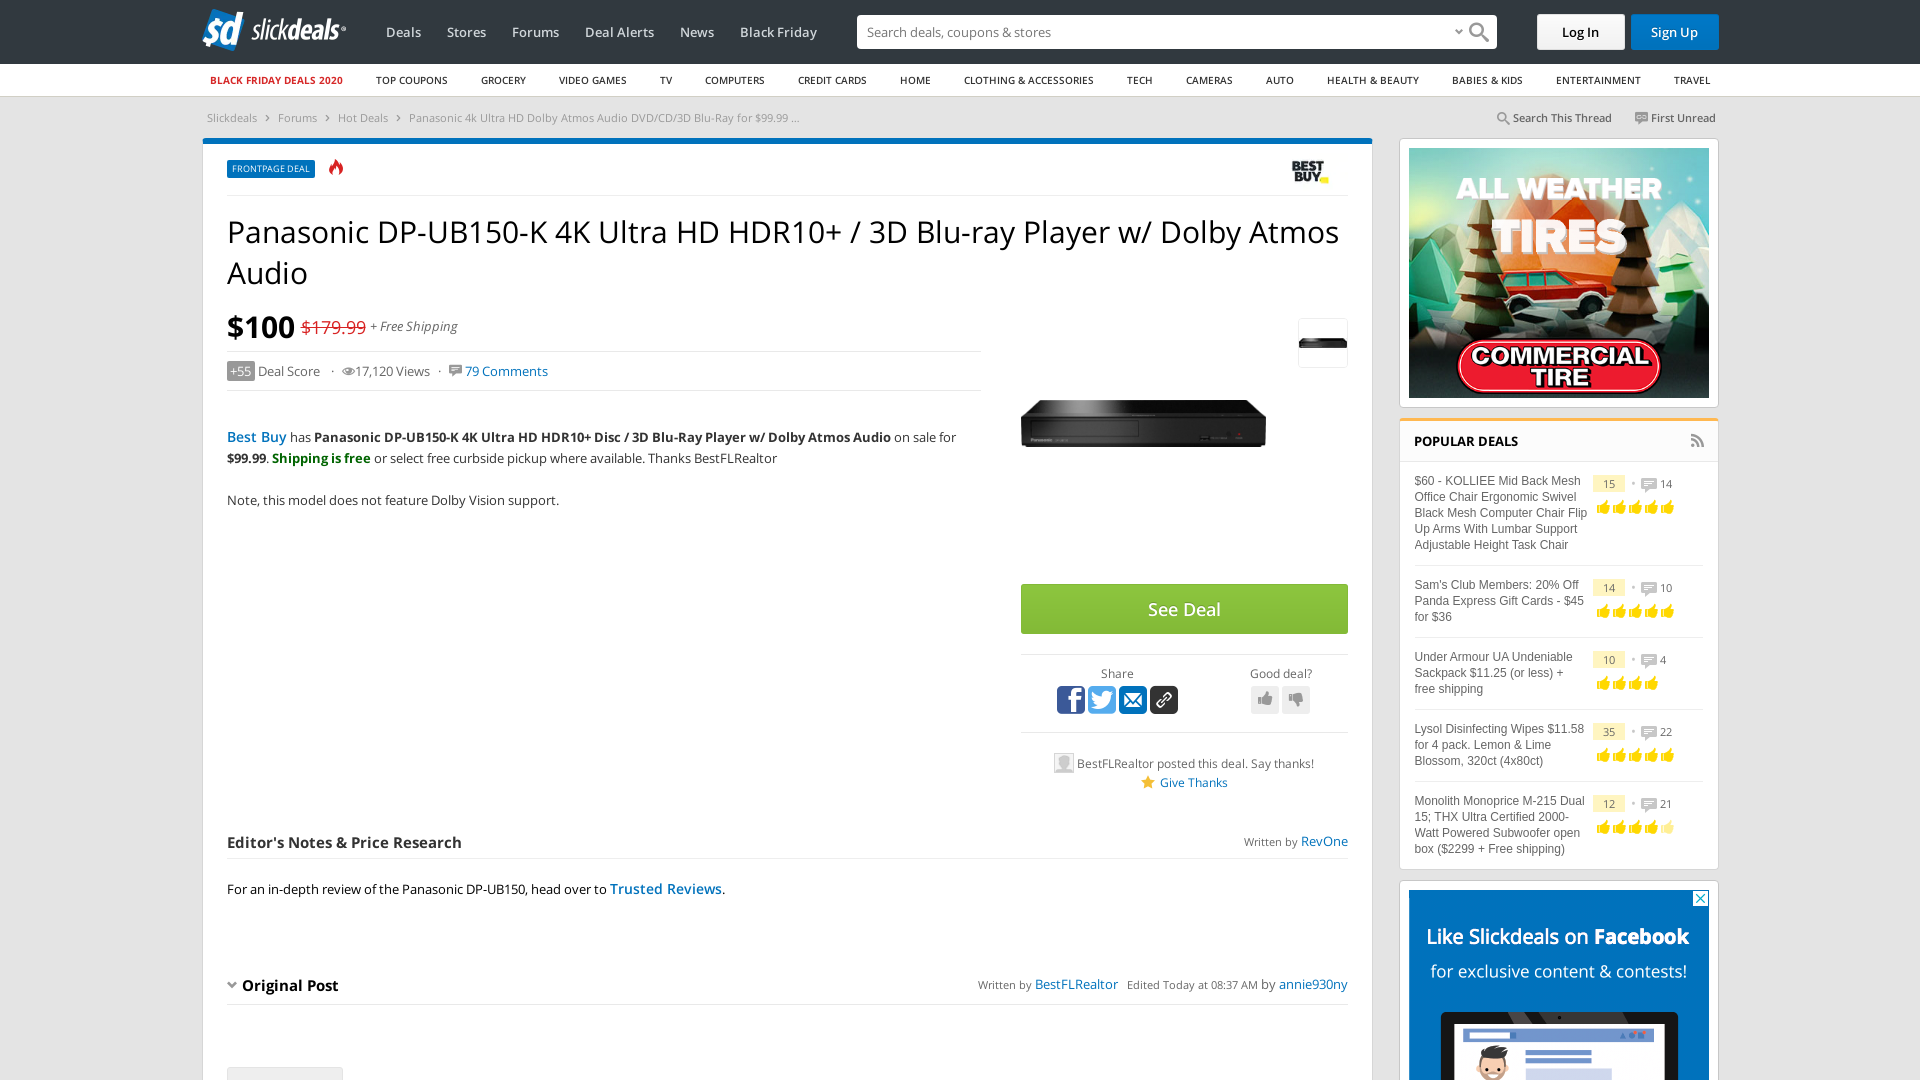 sd slickdeals
Deals Stores Forums Deal Alerts News Black Friday
Search deals, coupons & stores
Log In Sign Up
BLACK FRIDAY DEALS 2020 TOP COUPONS GROCERY VIDEO GAMES TV COMPUTERS CREDIT CARDS HOME CLOTHING & ACCESSORIES TECH CAMERAS AUTO HEALTH & BEAUTY BABIES & KIDS ENTERTAINMENT TRAVEL
Slickdeals › Forums › Hot Deals › Panasonic 4k Ultra HD Dolby Atmos Audio DVD/CD/3D Blu-Ray for $99.99 ...
Search This Thread First Unread
FRONTPAGE DEAL
BEST BUY
Panasonic DP-UB150-K 4K Ultra HD HDR10+ / 3D Blu-ray Player w/ Dolby Atmos
Audio
$100 $179.99 + Free Shipping
+55 Deal Score · 17,120 Views · 79 Comments
Best Buy has Panasonic DP-UB150-K 4K Ultra HD HDR10+ Disc / 3D Blu-Ray Player w/ Dolby Atmos Audio on sale for
$99.99. Shipping is free or select free curbside pickup where available. Thanks BestFLRealtor
Note, this model does not feature Dolby Vision support.
See Deal
Share
Good deal?
BestFLRealtor posted this deal. Say thanks!
Give Thanks
Editor's Notes & Price Research
Written by RevOne
For an in-depth review of the Panasonic DP-UB150, head over to Trusted Reviews.
Original Post
Written by BestFLRealtor Edited Today at 08:37 AM by annie930ny
ALL WEATHER
TIRES
COMMERCIAL
TIRE
POPULAR DEALS
$60 - KOLLIEE Mid Back Mesh
Office Chair Ergonomic Swivel
Black Mesh Computer Chair Flip
Up Arms With Lumbar Support
Adjustable Height Task Chair
15 • 14
Sam's Club Members: 20% Off
Panda Express Gift Cards - $45
for $36
14 • 10
Under Armour UA Undeniable
Sackpack $11.25 (or less) +
free shipping
10 • 4
Lysol Disinfecting Wipes $11.58
for 4 pack. Lemon & Lime
Blossom, 320ct (4x80ct)
35 • 22
Monolith Monoprice M-215 Dual
15; THX Ultra Certified 2000-
Watt Powered Subwoofer open
box ($2299 + Free shipping)
12 • 21
Like Slickdeals on Facebook
for exclusive content & contests!